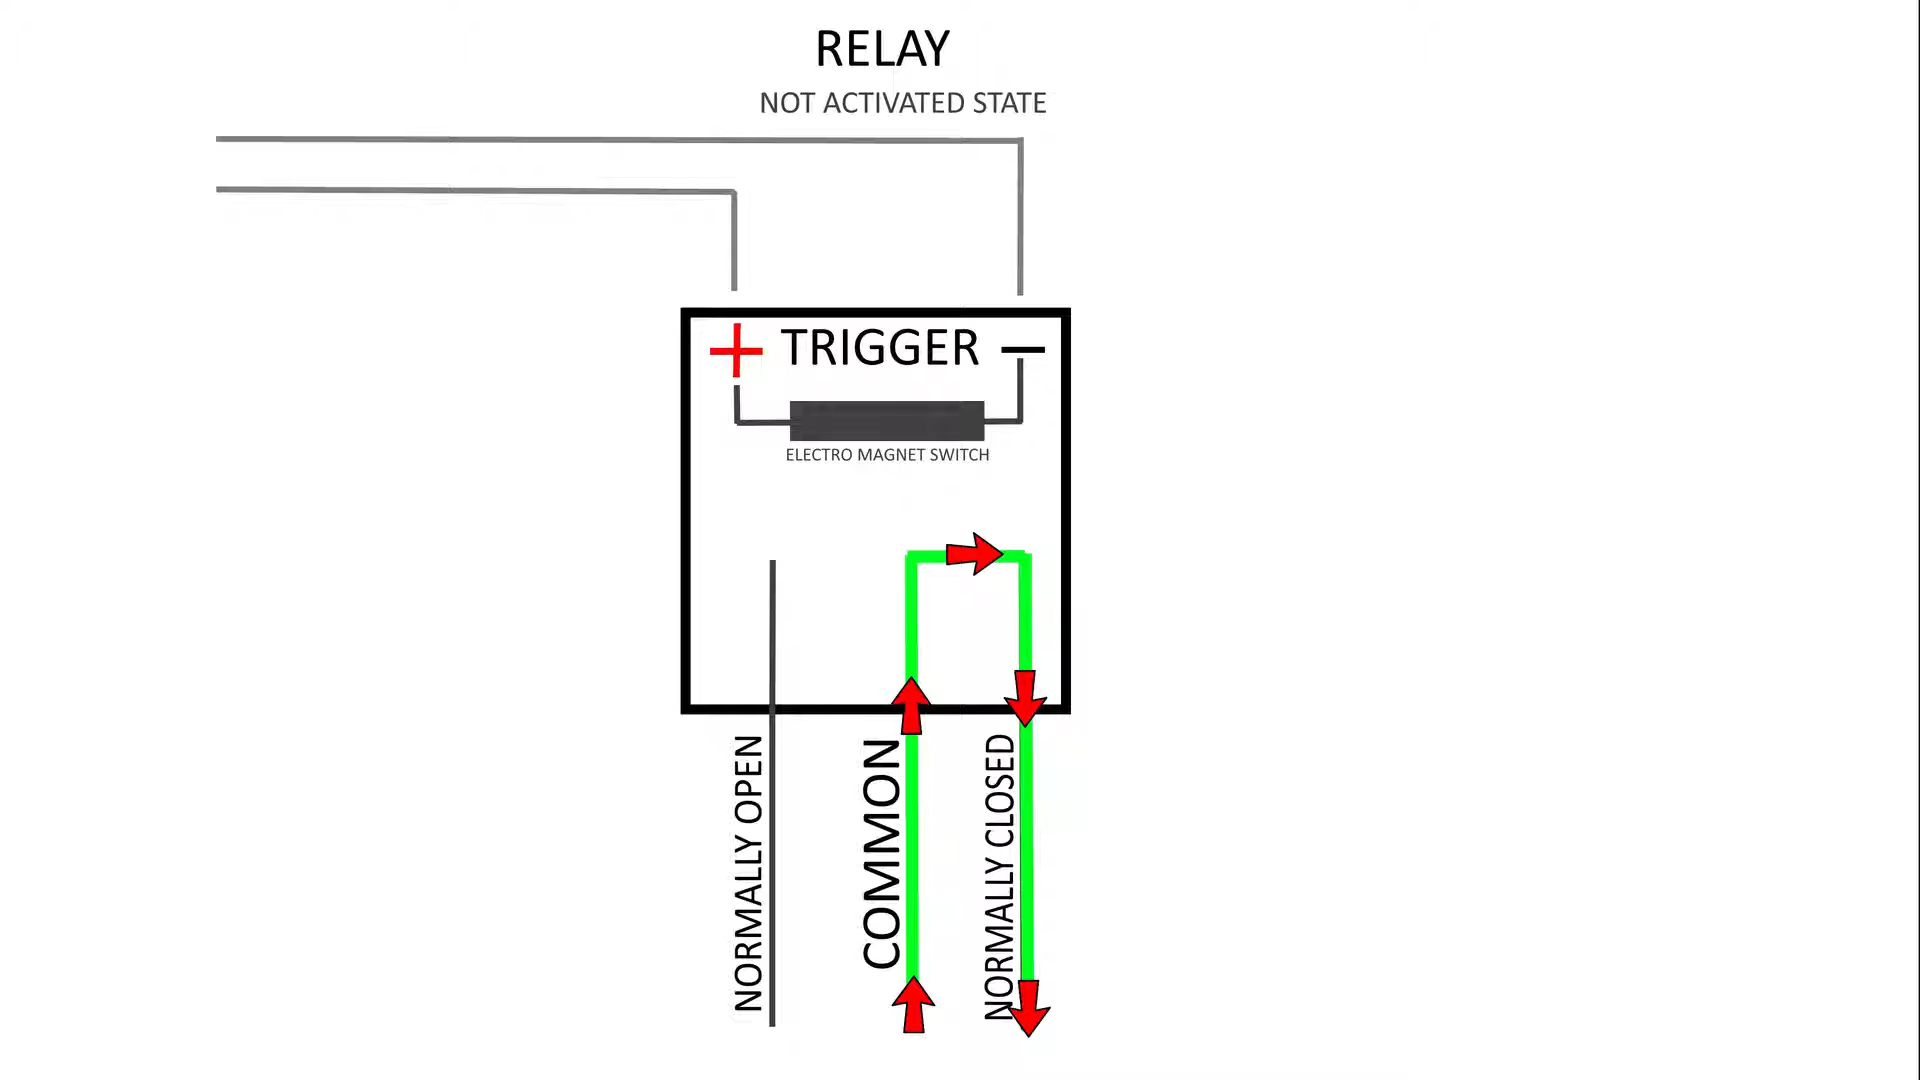 RELAY
NOT ACTIVATED STATE
+ TRIGGER −
ELECTRO MAGNET SWITCH
NORMALLY OPEN
COMMON
NORMALLY CLOSED